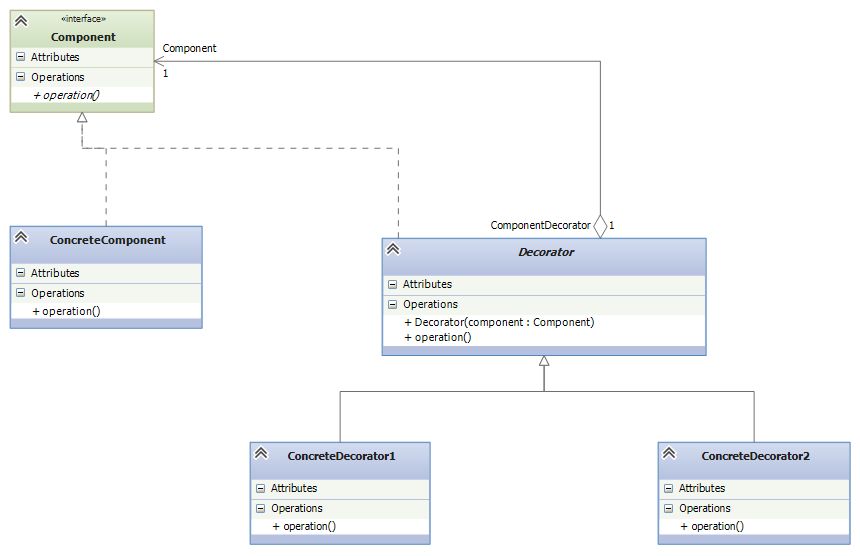 «interface»
Component
Attributes
Operations
+ operation()
Component
1
ConcreteComponent
Attributes
Operations
+ operation()
ComponentDecorator
1
Decorator
Attributes
Operations
+ Decorator(component : Component)
+ operation()
ConcreteDecorator1
Attributes
Operations
+ operation()
ConcreteDecorator2
Attributes
Operations
+ operation()